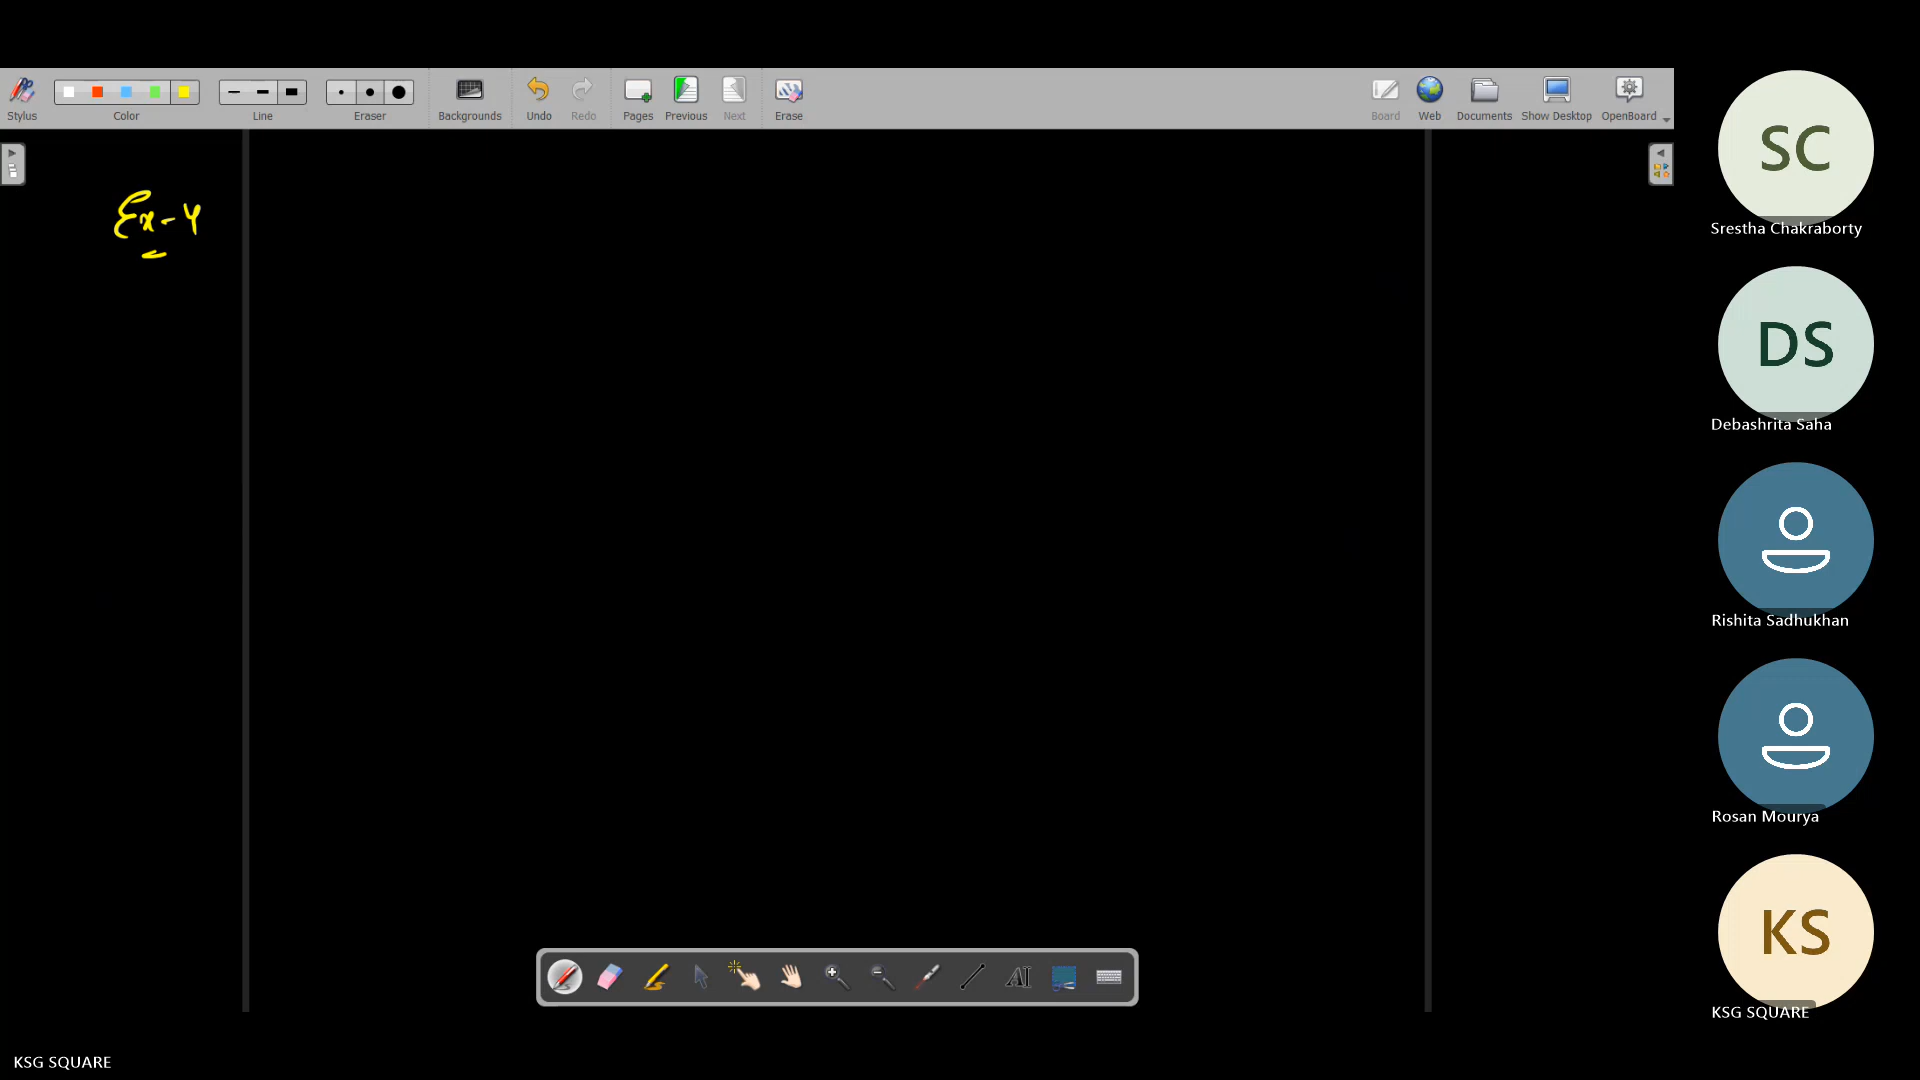 Stylus Color Line Eraser Backgrounds Undo Redo Pages Previous Next Erase Board Web Documents Show Desktop OpenBoard
Ex-4
SC
Srestha Chakraborty
DS
Debashrita Saha
Rishita Sadhukhan
Rosan Mourya
KS
KSG SQUARE
AI
KSG SQUARE